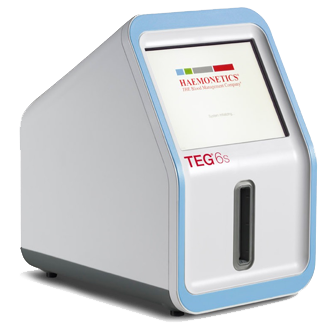 HAEMONETICS®
THE Blood Management Company®
TEG®6s